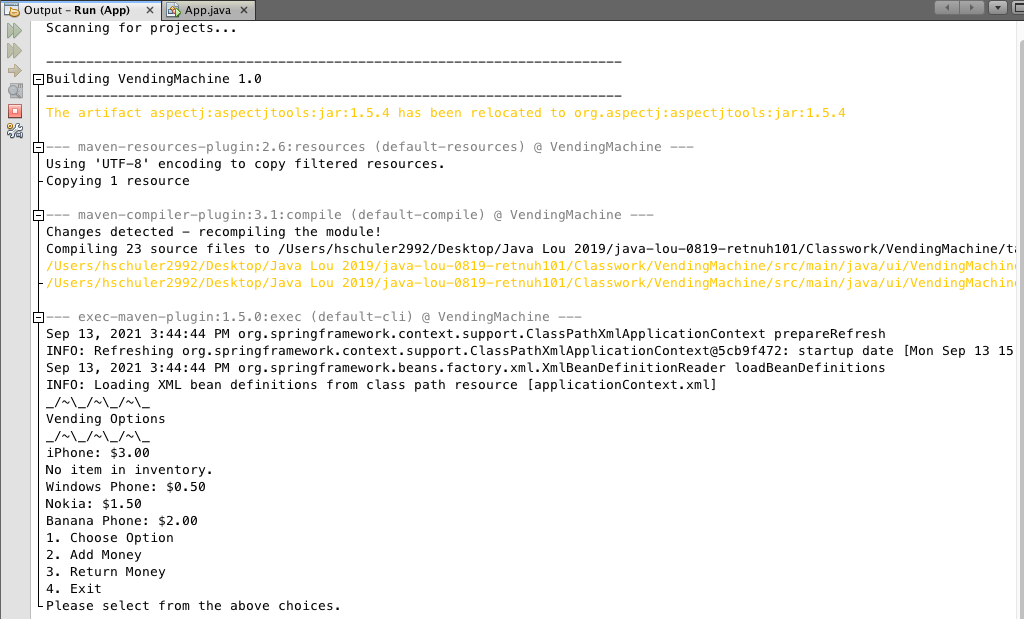 Output – Run (App) × App.java ×
Scanning for projects...
------------------------------------------------------------------------
Building VendingMachine 1.0
------------------------------------------------------------------------
The artifact aspectj:aspectjtools:jar:1.5.4 has been relocated to org.aspectj:aspectjtools:jar:1.5.4
--- maven-resources-plugin:2.6:resources (default-resources) @ VendingMachine ---
Using 'UTF-8' encoding to copy filtered resources.
Copying 1 resource
--- maven-compiler-plugin:3.1:compile (default-compile) @ VendingMachine ---
Changes detected - recompiling the module!
Compiling 23 source files to /Users/hschuler2992/Desktop/Java Lou 2019/java-lou-0819-retnuh101/Classwork/VendingMachine/ta
/Users/hschuler2992/Desktop/Java Lou 2019/java-lou-0819-retnuh101/Classwork/VendingMachine/src/main/java/ui/VendingMachin
/Users/hschuler2992/Desktop/Java Lou 2019/java-lou-0819-retnuh101/Classwork/VendingMachine/src/main/java/ui/VendingMachin
--- exec-maven-plugin:1.5.0:exec (default-cli) @ VendingMachine ---
Sep 13, 2021 3:44:44 PM org.springframework.context.support.ClassPathXmlApplicationContext prepareRefresh
INFO: Refreshing org.springframework.context.support.ClassPathXmlApplicationContext@5cb9f472: startup date [Mon Sep 13 15
Sep 13, 2021 3:44:44 PM org.springframework.beans.factory.xml.XmlBeanDefinitionReader loadBeanDefinitions
INFO: Loading XML bean definitions from class path resource [applicationContext.xml]
_/~\_/~\_/~\_
Vending Options
_/~\_/~\_/~\_
iPhone: $3.00
No item in inventory.
Windows Phone: $0.50
Nokia: $1.50
Banana Phone: $2.00
1. Choose Option
2. Add Money
3. Return Money
4. Exit
Please select from the above choices.